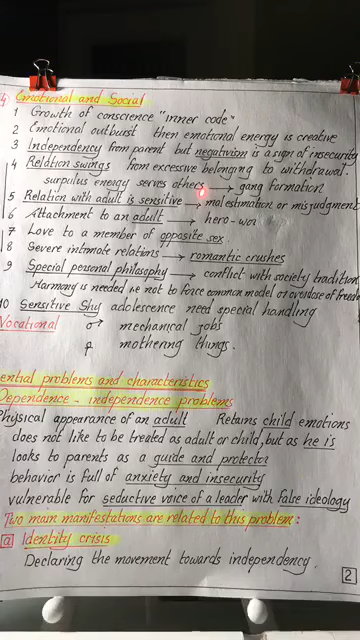 4) Emotional and Social
1 Growth of conscience "inner code"
2 Emotional outburst then emotional energy is creative
3 Independency from parent but negativism is a sign of insecurity
4 Relation swings from excessive belonging to withdrawal.
surpulus energy serves others → gang formation
5 Relation with adult is sensitive → molestimation or misjudgment
6 Attachment to an adult → hero-wor
7 Love to a member of opposite sex
8 Severe intimate relations → romantic crushes
9 Special personal philosophy → conflict with society tradition
Harmony is needed ie not to force common model or overdose of freed
10 Sensitive Shy adolescence need special handling
Vocational ♂ mechanical jobs
♀ mothering things.
ential problems and characteristics
Dependence - independence problems
Physical appearance of an adult Retains child emotions
does not like to be treated as adult or child, but as he is
looks to parents as a guide and protector
behavior is full of anxiety and insecurity
vulnerable for seductive voice of a leader with false ideology
Two main manifestations are related to this problem:
a Identity crisis
Declaring the movement towards independency.
2